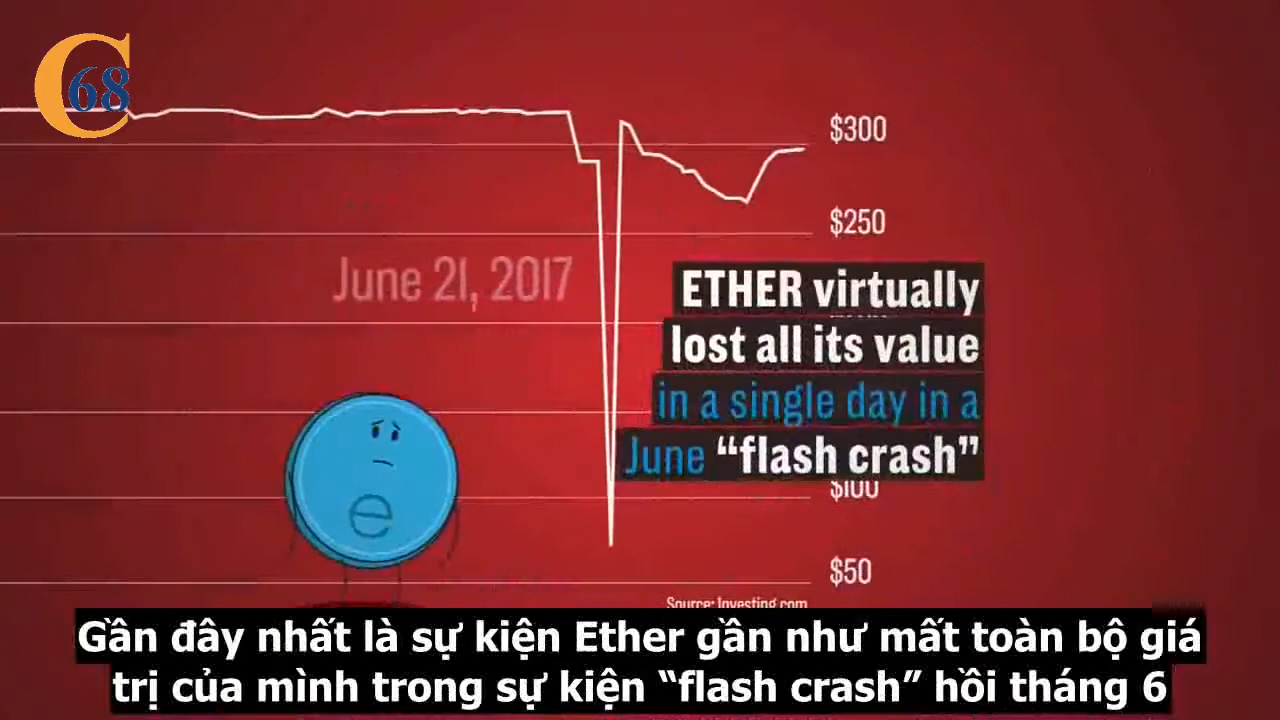 C68
$300
$250
June 21, 2017
ETHER virtually
lost all its value
in a single day in a
June “flash crash”
$100
e
$50
Source: Investing.com
Gần đây nhất là sự kiện Ether gần như mất toàn bộ giá
trị của mình trong sự kiện “flash crash” hồi tháng 6